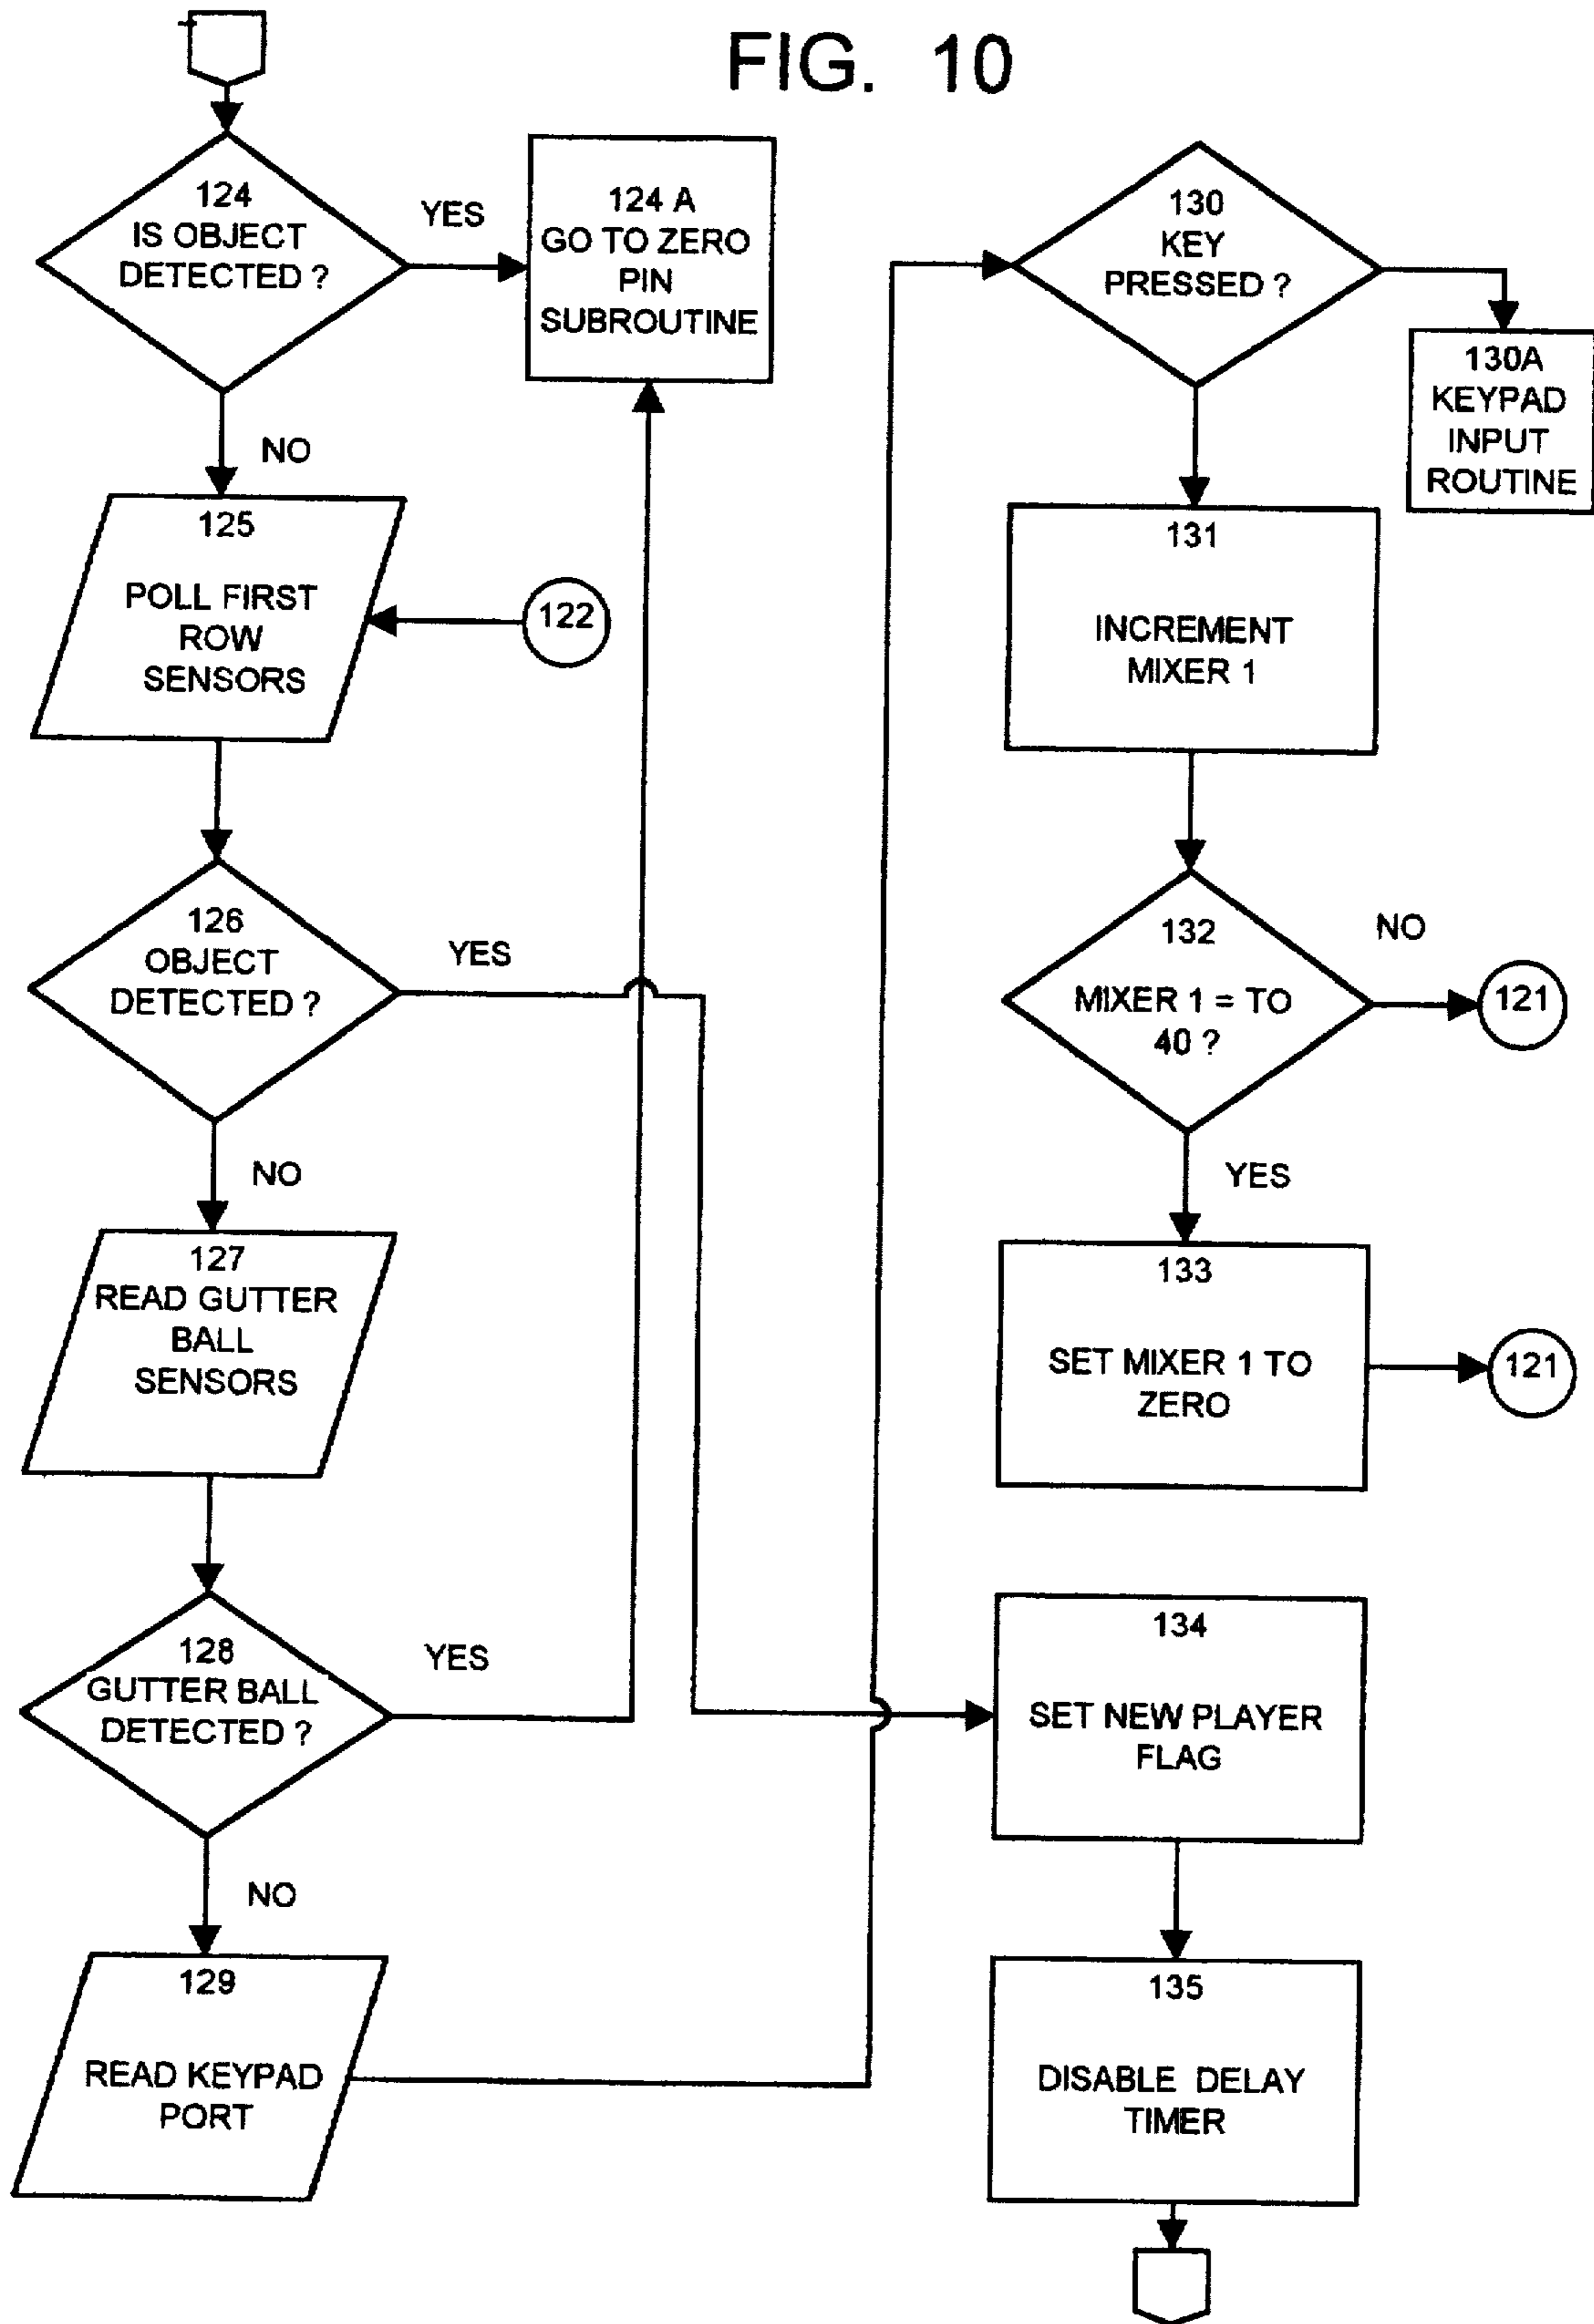 FIG. 10
124
IS OBJECT
DETECTED ?
YES
124 A
GO TO ZERO
PIN
SUBROUTINE
NO
125
POLL FIRST
ROW
SENSORS
122
126
OBJECT
DETECTED ?
YES
NO
127
READ GUTTER
BALL
SENSORS
128
GUTTER BALL
DETECTED ?
YES
NO
129
READ KEYPAD
PORT
130
KEY
PRESSED ?
130A
KEYPAD
INPUT
ROUTINE
131
INCREMENT
MIXER 1
132
MIXER 1 = TO
40 ?
NO
121
YES
133
SET MIXER 1 TO
ZERO
121
134
SET NEW PLAYER
FLAG
135
DISABLE DELAY
TIMER